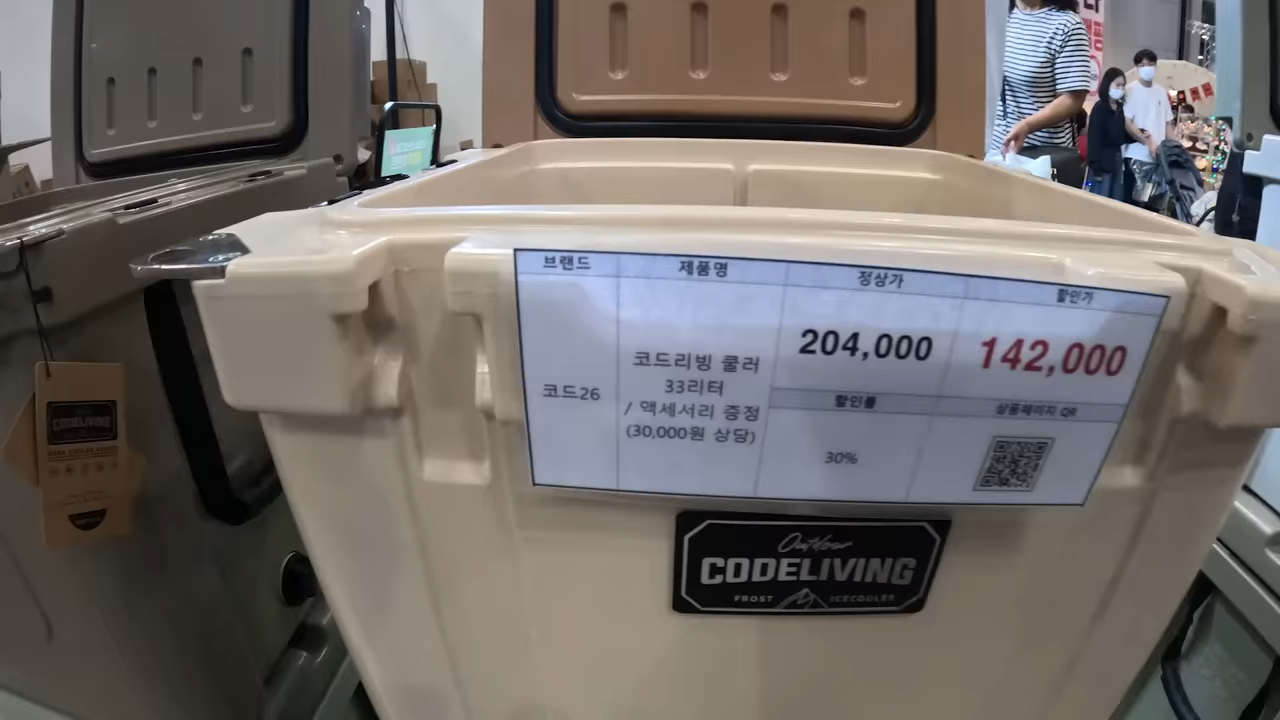 브랜드
제품명
정상가
할인가
코드26
코드리빙 쿨러
33리터
/ 액세서리 증정
(30,000원 상당)
204,000
142,000
할인률
상품페이지 QR
30%
Outdoor
CODELIVING
FROST ICECOOLER
CODELIVING